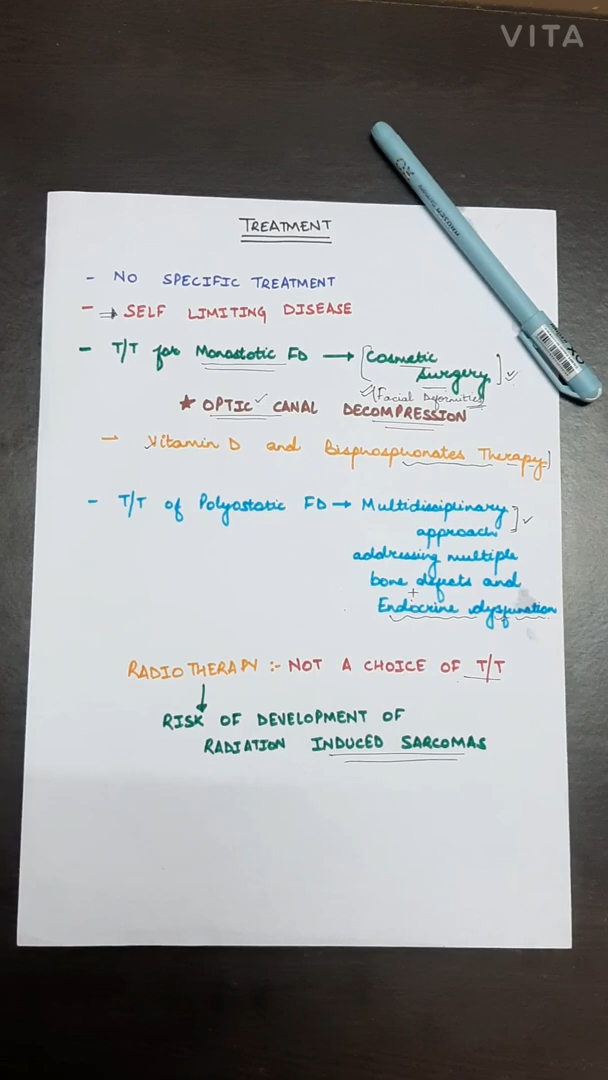 VITA
TREATMENT
- NO SPECIFIC TREATMENT
- ⇒ SELF LIMITING DISEASE
- T/T for Monostotic FD → [Cosmetic
Surgery] ✓
✓(Facial Deformities)
★ OPTIC ✓ CANAL DECOMPRESSION
- Vitamin D and Bisphosphonates Therapy)
- T/T of Polyostotic FD → Multidissiplinary
approach ] ✓
addressing multiple
bone defects and
+
Endocrine dysfunation
RADIOTHERAPY :- NOT A CHOICE OF T/T
↓
RISK OF DEVELOPMENT OF
RADIATION INDUCED SARCOMAS